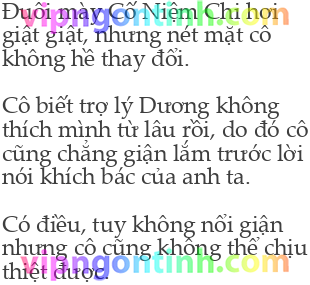 Đuôi mày Cố Niệm Chi hơi
giật giật, nhưng nét mặt cô
không hề thay đổi.
Cô biết trợ lý Dương không
thích mình từ lâu rồi, do đó cô
cũng chẳng giận lắm trước lời
nói khích bác của anh ta.
Có điều, tuy không nổi giận
nhưng cô cũng không thể chịu
thiệt được.
vipngontinh.com
vipngontinh.com